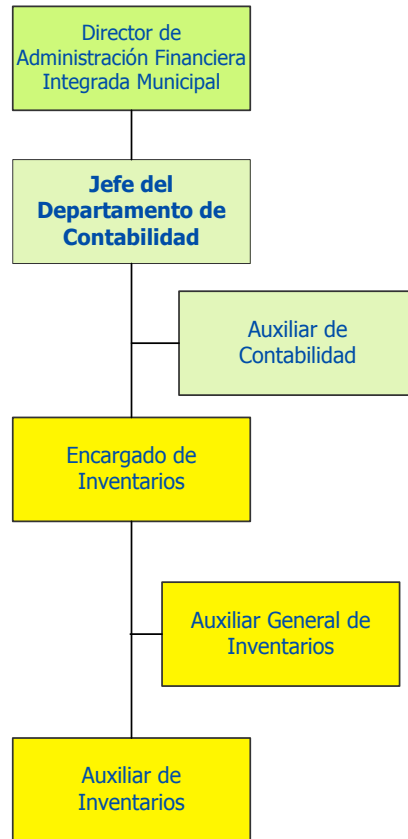 Director de
Administración Financiera
Integrada Municipal
Jefe del
Departamento de
Contabilidad
Auxiliar de
Contabilidad
Encargado de
Inventarios
Auxiliar General de
Inventarios
Auxiliar de
Inventarios